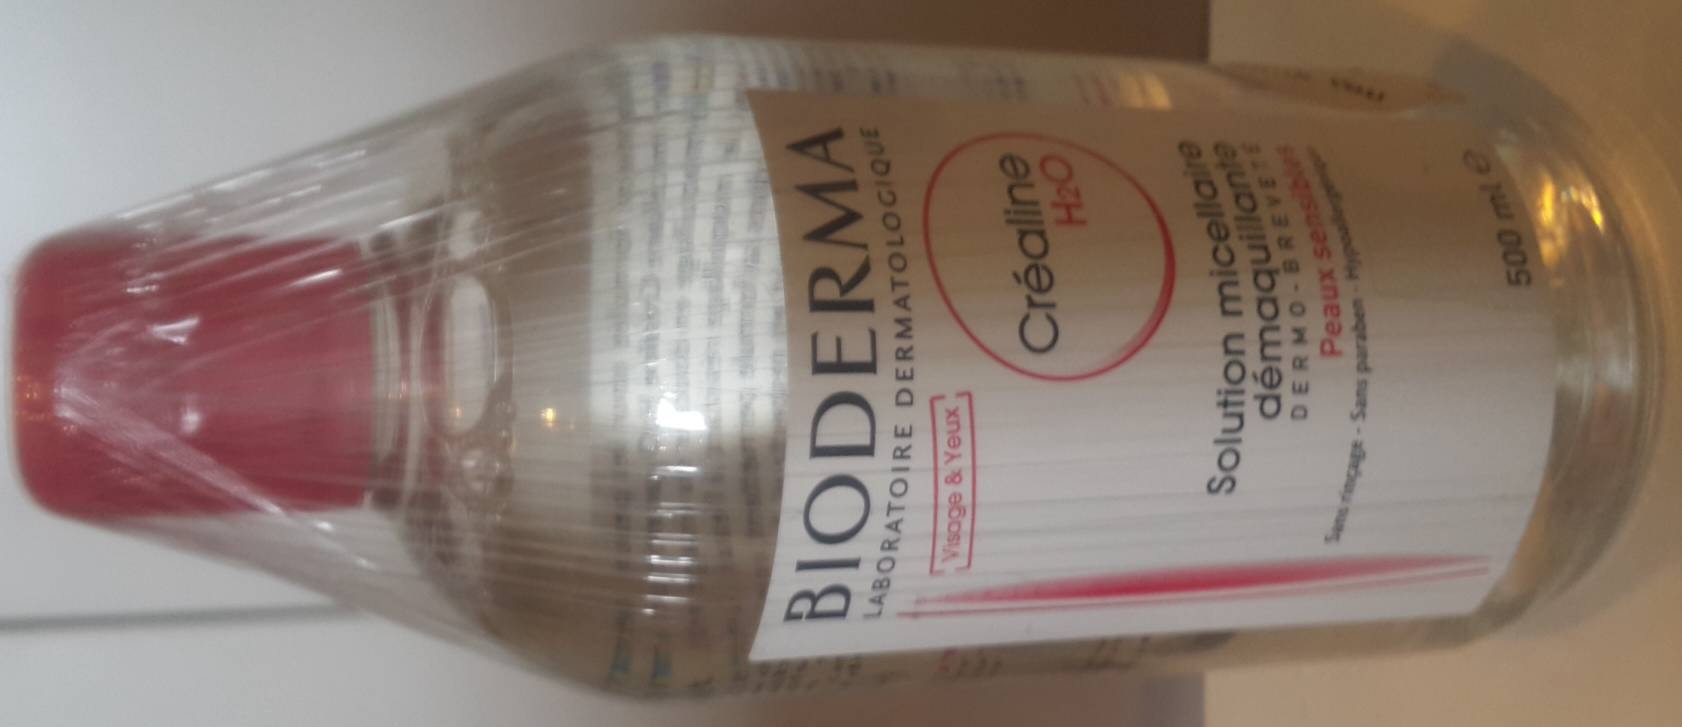 BIODERMA
LABORATOIRE DERMATOLOGIQUE
Visage & Yeux
Créaline
H2O
Solution micellaire
démaquillante
DERMO-BREVETÉ
Peaux sensibles
Sans rinçage - Sans paraben - Hypoallergénique
500 ml e